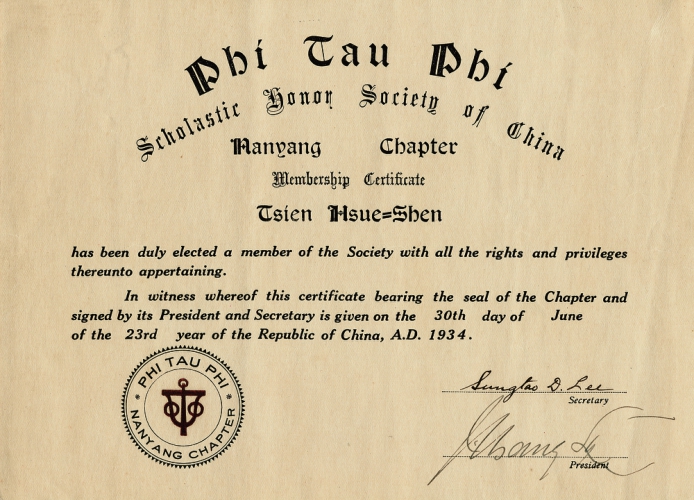 Phi Tau Phi
Scholastic Honor Society of China
Nanyang Chapter
Membership Certificate
Tsien Hsue=Shen
has been duly elected a member of the Society with all the rights and privileges
thereunto appertaining.
In witness whereof this certificate bearing the seal of the Chapter and
signed by its President and Secretary is given on the 30th day of June
of the 23rd year of the Republic of China, A.D. 1934.
PHI TAU PHI
NANYANG CHAPTER
Sungtao D. Lee
Secretary
President